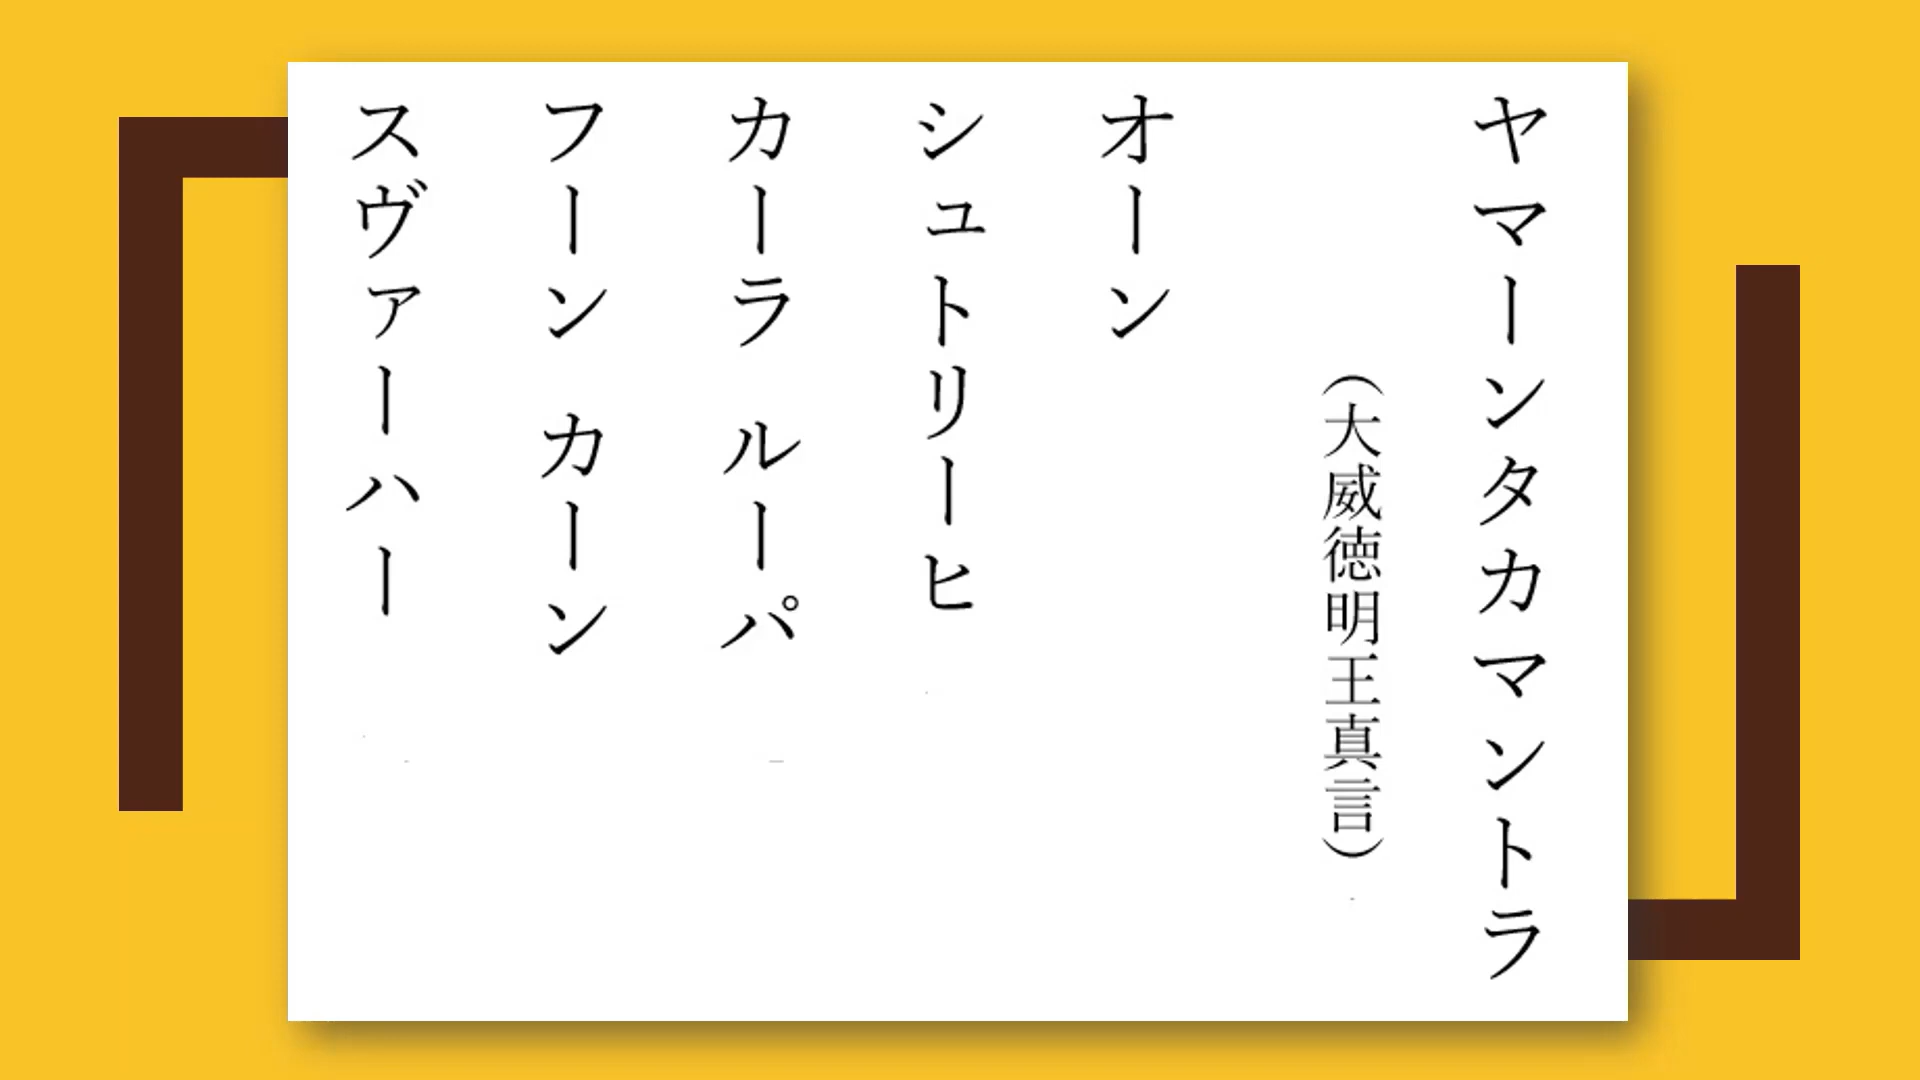 ヤマーンタカマントラ
（大威徳明王真言）
オーン
シュトリーヒ
カーラ ルーパ
フーン カーン
スヴァーハー